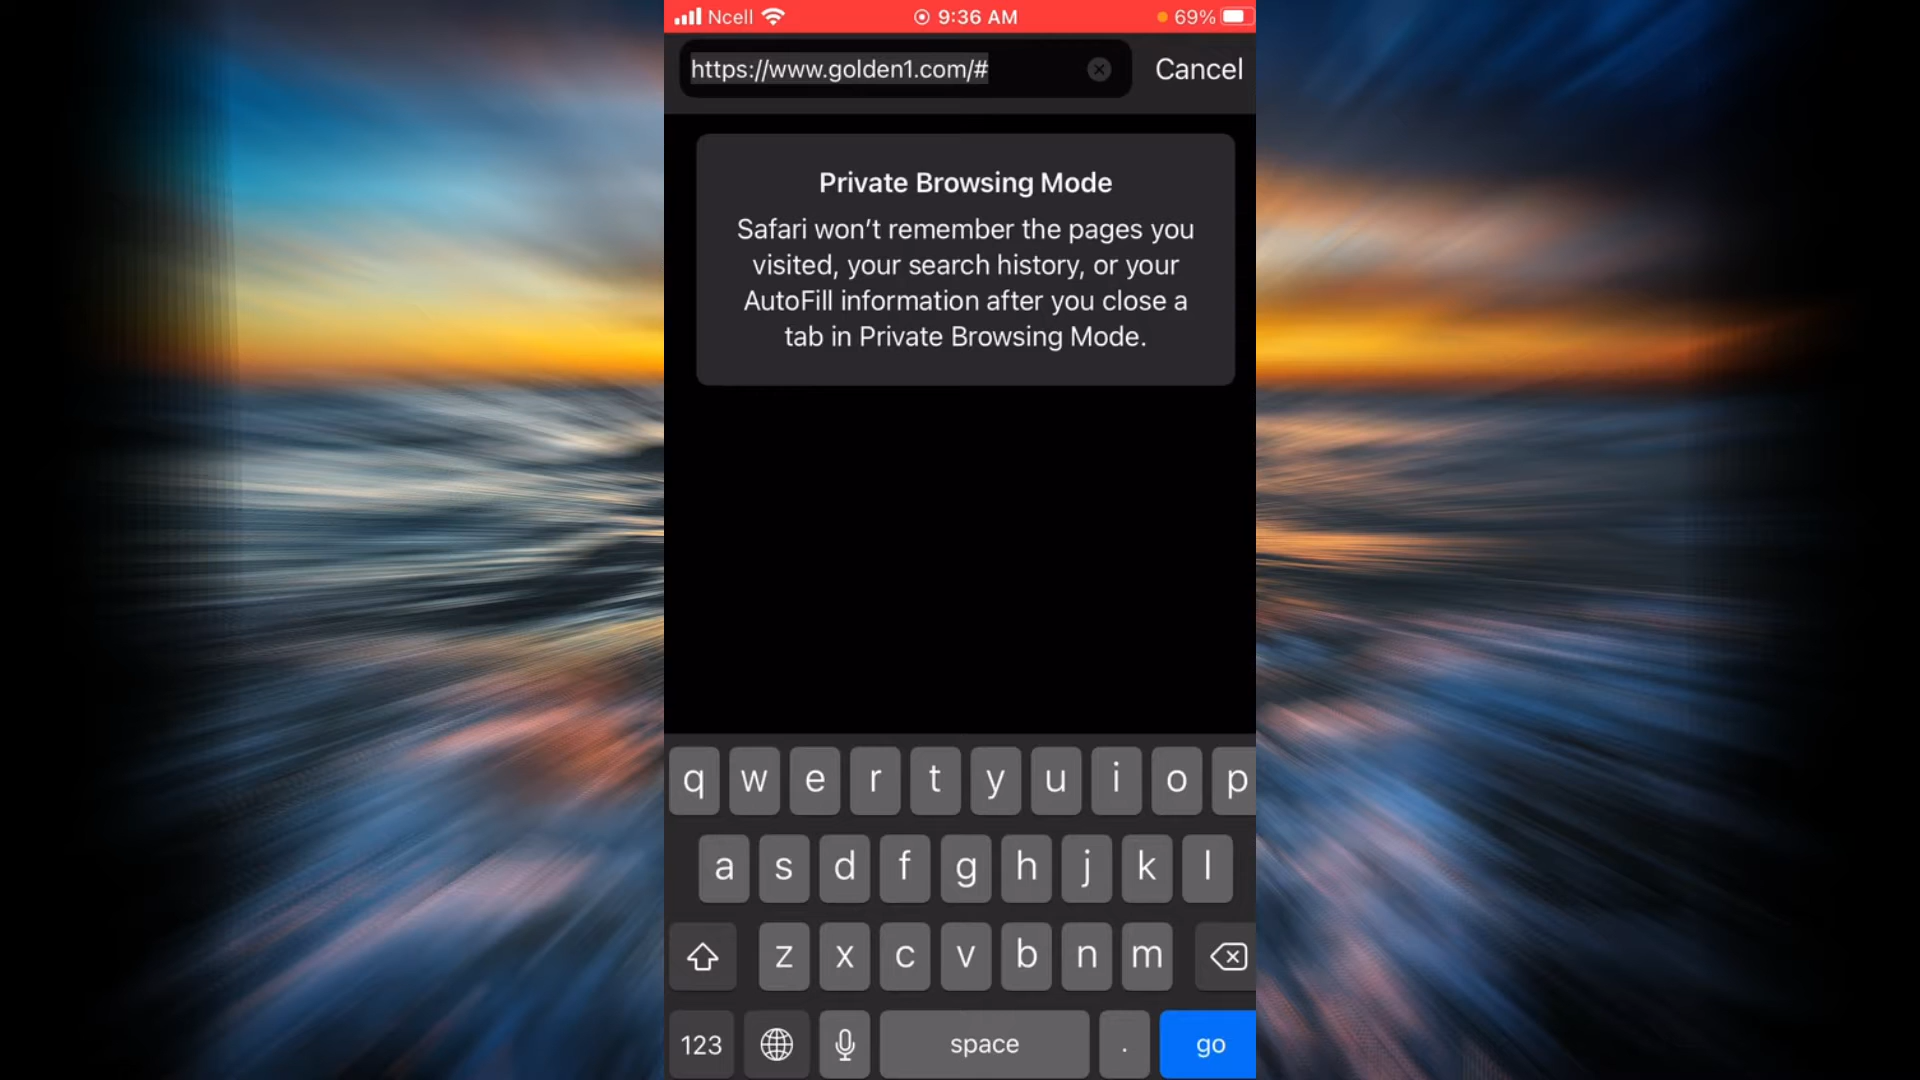 Ncell 9:36 AM 69%
https://www.golden1.com/# Cancel
Private Browsing Mode
Safari won't remember the pages you
visited, your search history, or your
AutoFill information after you close a
tab in Private Browsing Mode.
q w e r t y u i o p
a s d f g h j k l
z x c v b n m
123 space . go